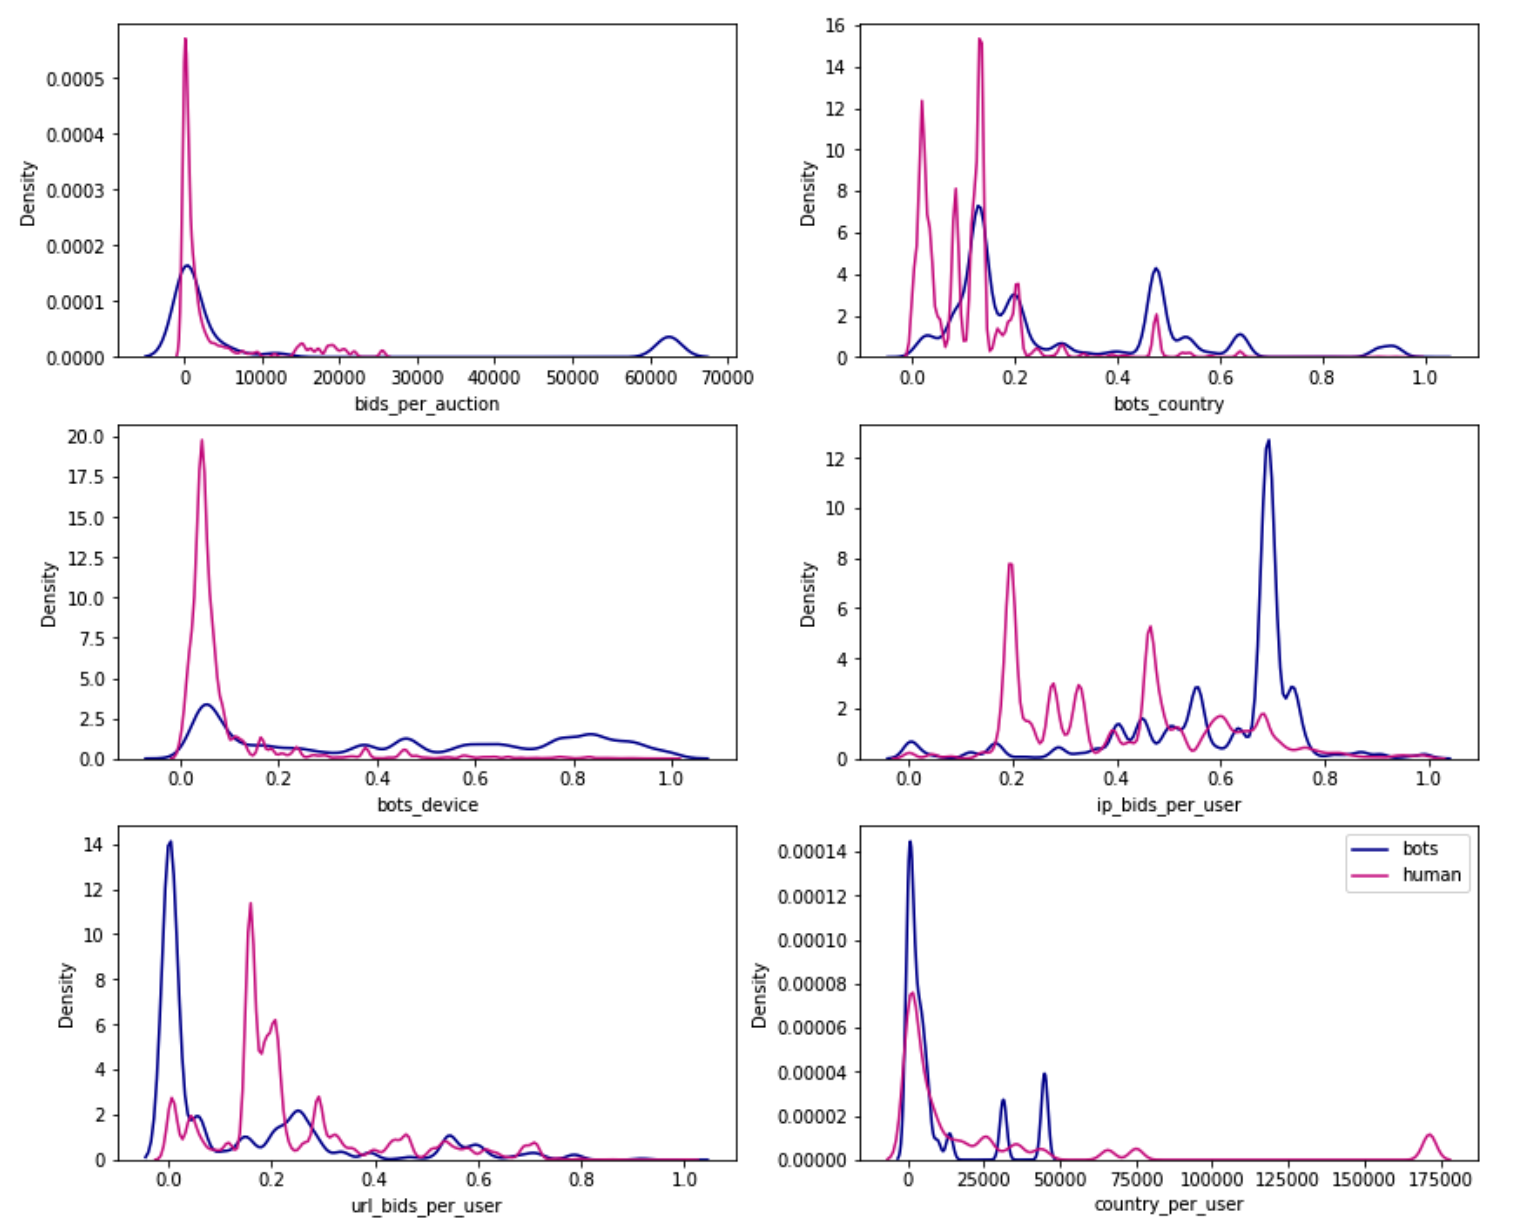 0.0005
0.0004
0.0003
0.0002
0.0001
0.0000
Density
0 10000 20000 30000 40000 50000 60000 70000
bids_per_auction
16
14
12
10
8
6
4
2
0
Density
0.0 0.2 0.4 0.6 0.8 1.0
bots_country
20.0
17.5
15.0
12.5
10.0
7.5
5.0
2.5
0.0
Density
0.0 0.2 0.4 0.6 0.8 1.0
bots_device
12
10
8
6
4
2
0
Density
0.0 0.2 0.4 0.6 0.8 1.0
ip_bids_per_user
14
12
10
8
6
4
2
0
Density
0.0 0.2 0.4 0.6 0.8 1.0
url_bids_per_user
bots
human
0.00014
0.00012
0.00010
0.00008
0.00006
0.00004
0.00002
0.00000
Density
0 25000 50000 75000 100000 125000 150000 175000
country_per_user